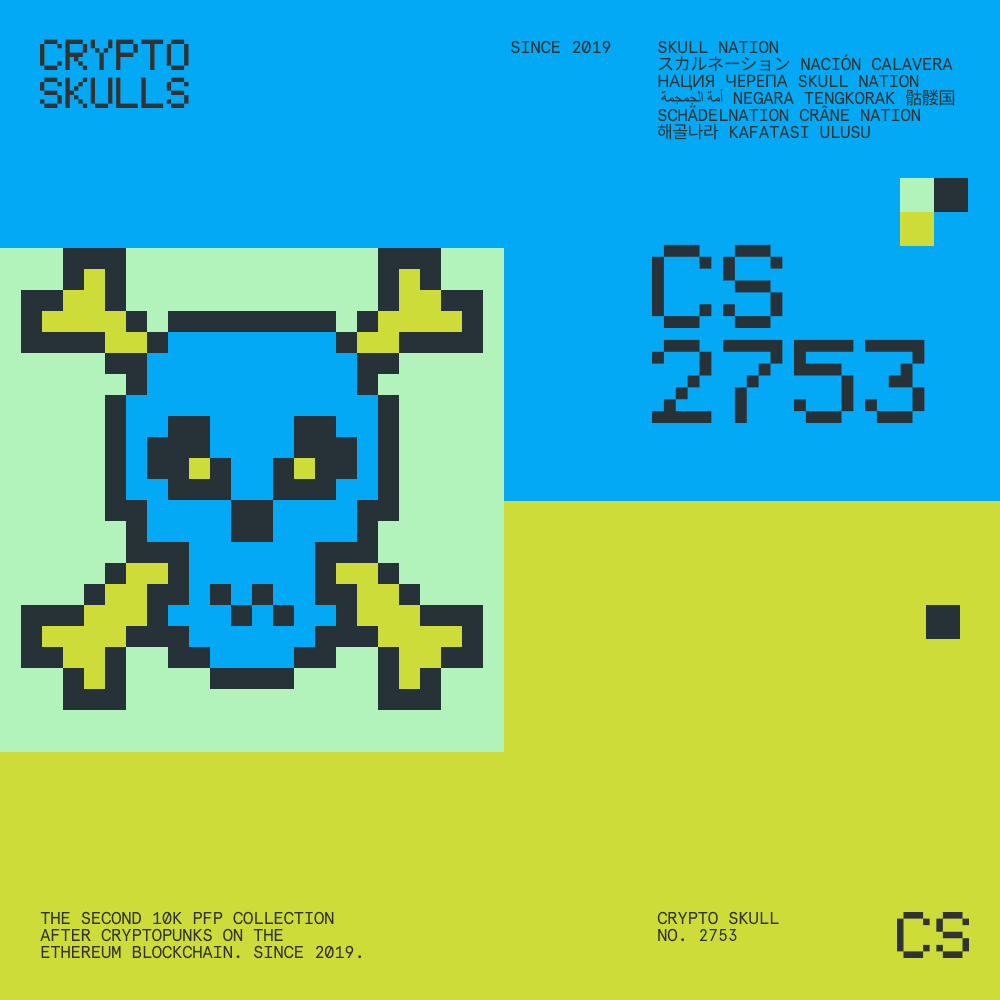 CRYPTO
SKULLS
SINCE 2019
SKULL NATION
スカルネーション NACIÓN CALAVERA
НАЦИЯ ЧЕРЕПА SKULL NATION
أمة الجمجمة NEGARA TENGKORAK 骷髅国
SCHÄDELNATION CRÂNE NATION
해골나라 KAFATASI ULUSU
CS
2753
THE SECOND 10K PFP COLLECTION
AFTER CRYPTOPUNKS ON THE
ETHEREUM BLOCKCHAIN. SINCE 2019.
CRYPTO SKULL
NO. 2753
CS